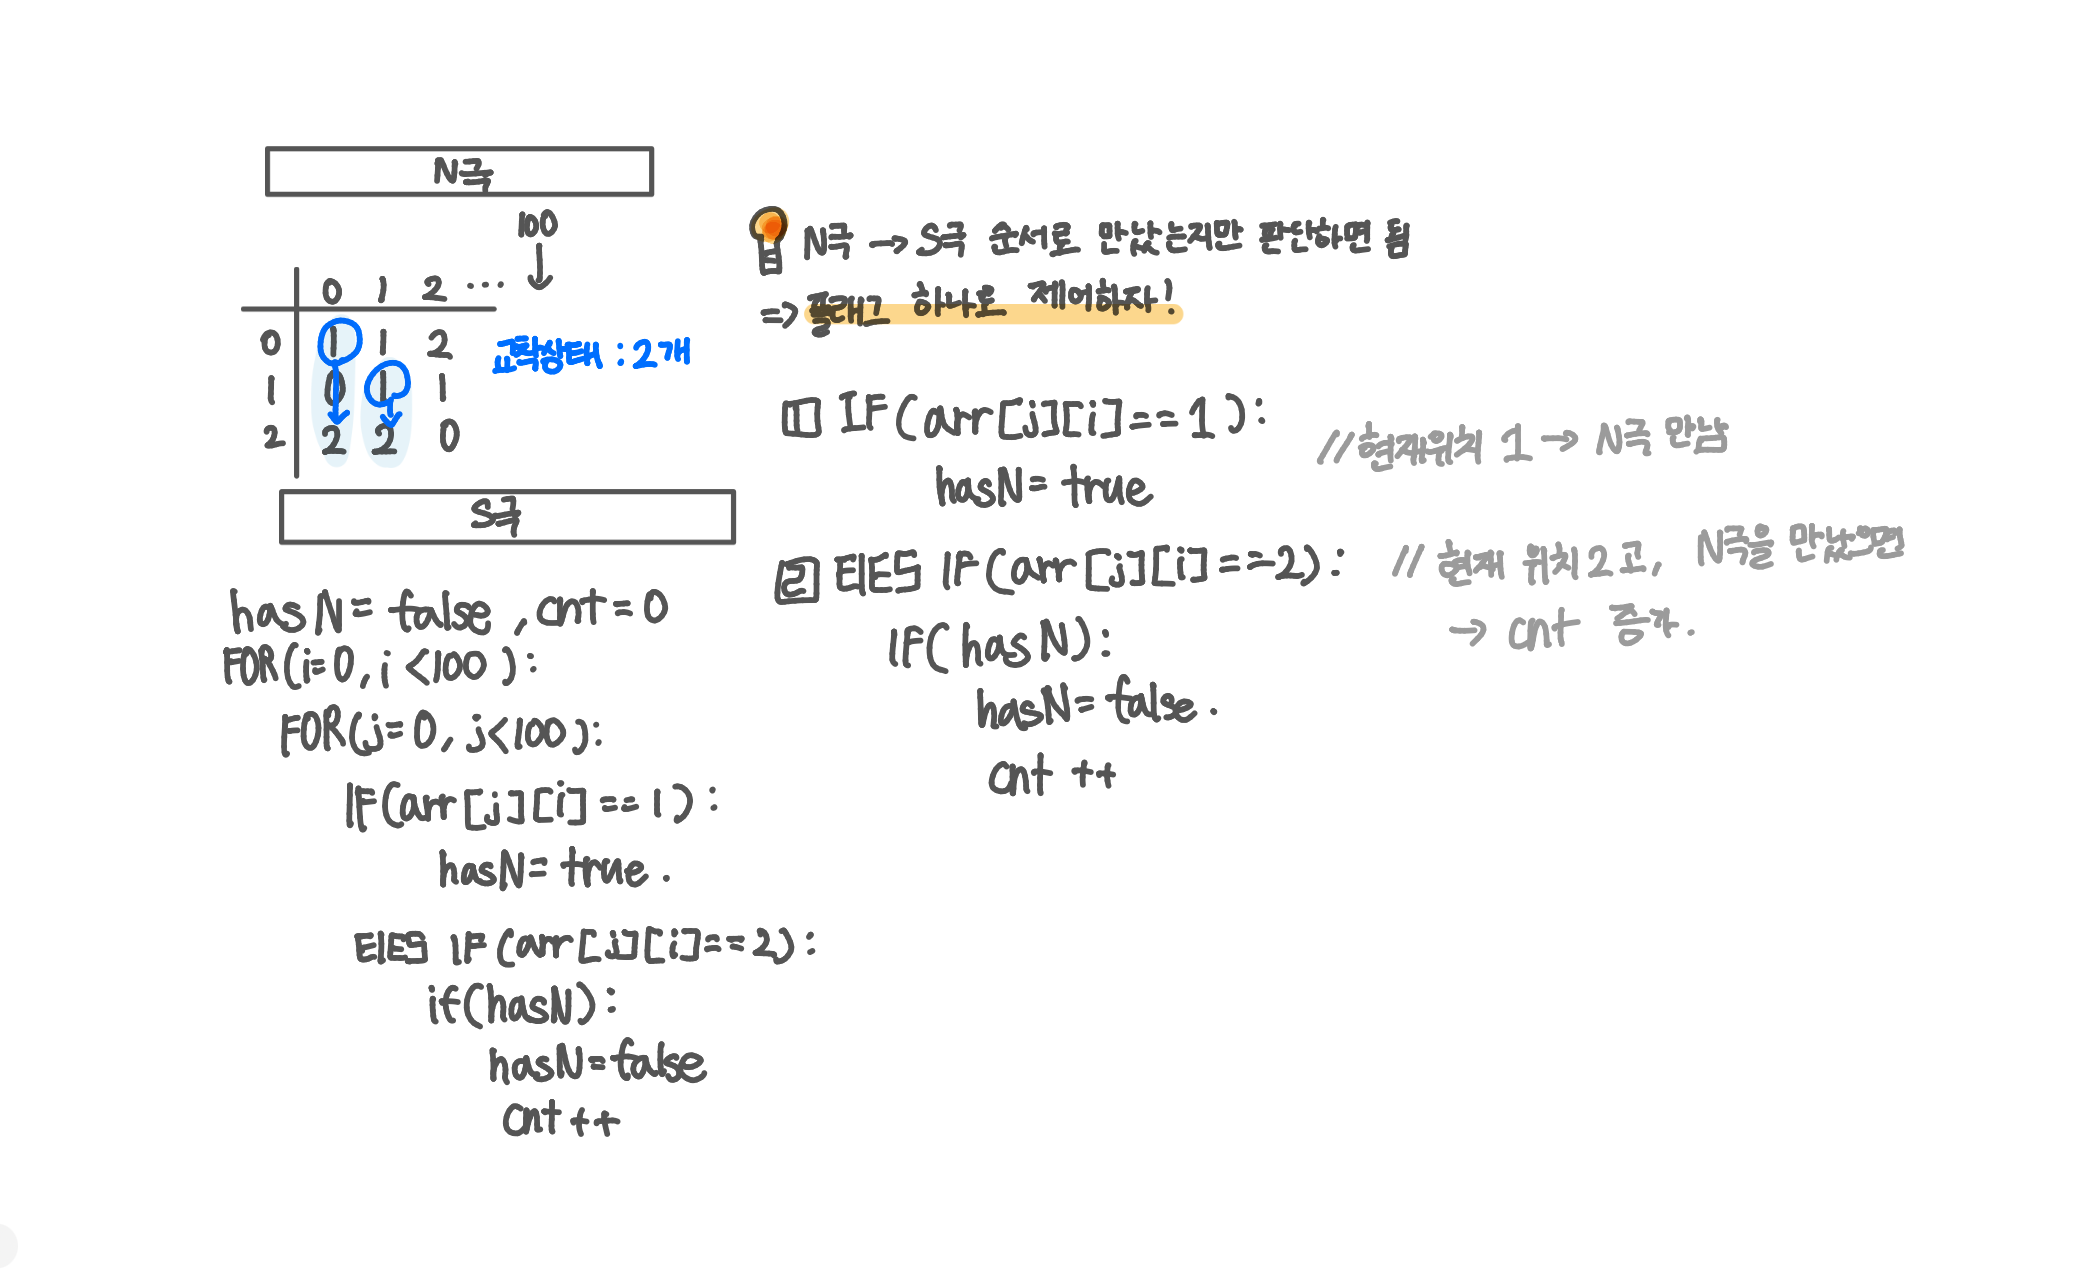 N극
100
0 1 2 ...
0 1 1 2
1 0 1 1
2 2 2 0
교착상태 : 2개
S극
hasN = false , cnt = 0
FOR(i=0, i<100 ):
FOR(j=0, j<100):
IF(arr[j][i] == 1) :
hasN = true .
ElES IF(arr[j][i]==2):
if(hasN):
hasN=false
cnt ++
N극 → S극 순서로 만났는지만 판단하면 됨
=> 플래그 하나로 제어하자!
1 IF(arr[j][i]==1):
hasN = true
//현재위치 1 → N극 만남
2 ElES IF(arr[j][i]==2):
IF(hasN):
hasN=false.
cnt ++
// 현재 위치 2고, N극을 만났으면
→ cnt 증가.